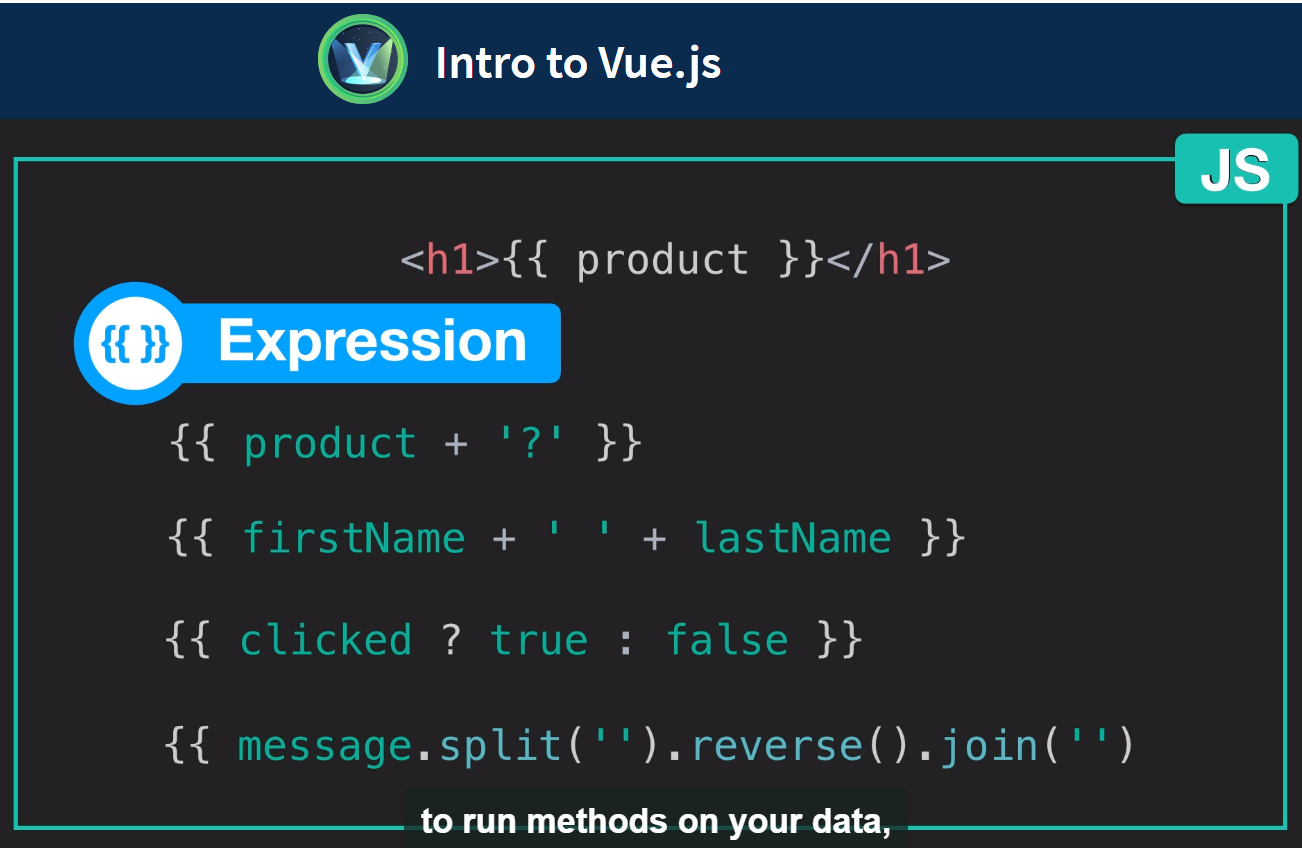 Intro to Vue.js
JS
<h1>{{ product }}</h1>
{{ }} Expression
{{ product + '?' }}
{{ firstName + ' ' + lastName }}
{{ clicked ? true : false }}
{{ message.split('').reverse().join('')
to run methods on your data,